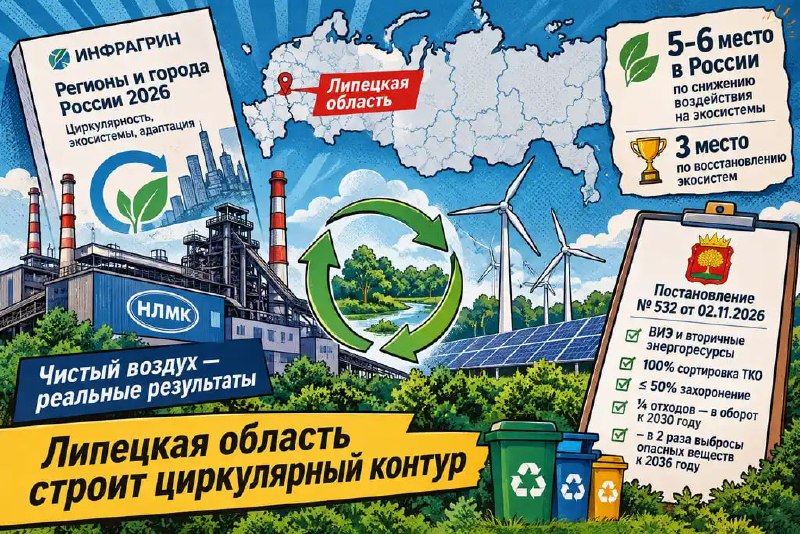 ИНФРАГРИН
Регионы и города
России 2026
Циркулярность,
экосистемы, адаптация
Липецкая
область
5-6 место
в России
по снижению
воздействия
на экосистемы
3 место
по восстановлению
экосистем
НЛМК
Постановление
№ 532 от 02.11.2026
ВИЭ и вторичные
энергоресурсы
100% сортировка ТКО
≤ 50% захоронение
¼ отходов — в оборот
к 2030 году
– в 2 раза выбросы
опасных веществ
к 2036 году
Чистый воздух —
реальные результаты
Липецкая область
строит циркулярный контур